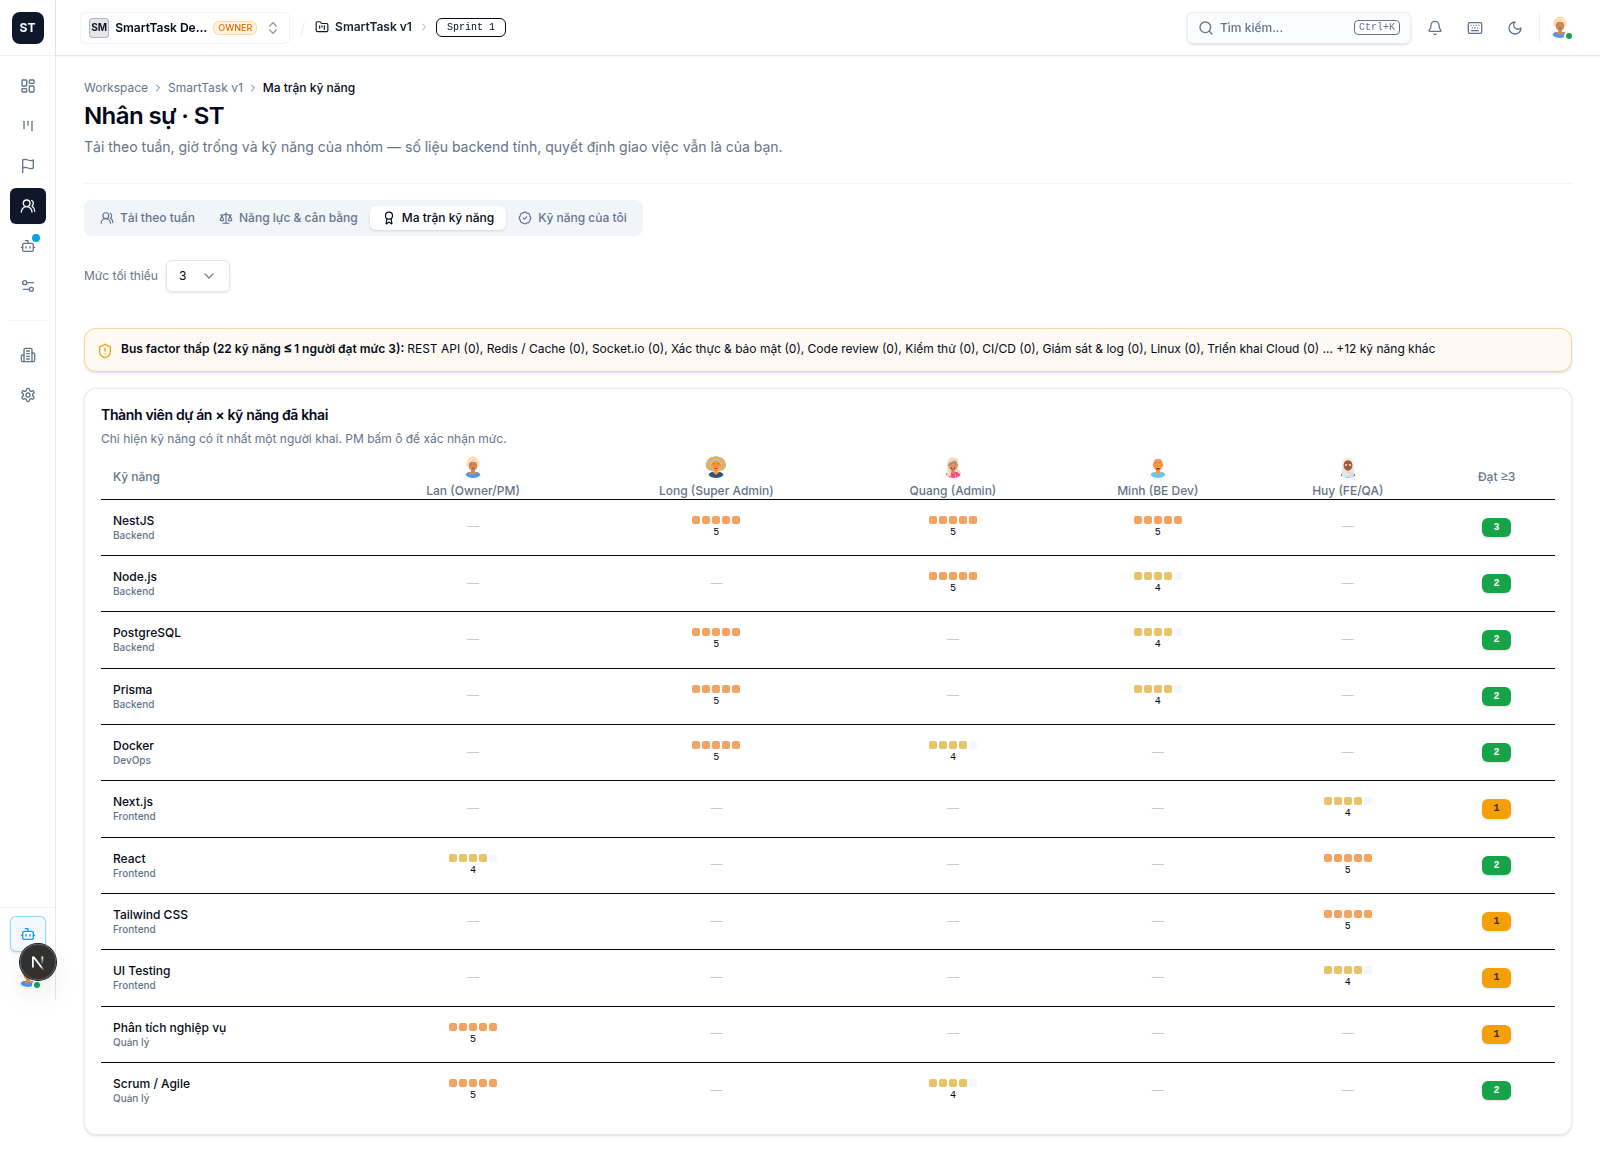 ST
SM SmartTask De... OWNER / SmartTask v1 Sprint 1 Tìm kiếm... Ctrl+K
Workspace SmartTask v1 Ma trận kỹ năng
Nhân sự · ST
Tải theo tuần, giờ trống và kỹ năng của nhóm — số liệu backend tính, quyết định giao việc vẫn là của bạn.
Tải theo tuần Năng lực & cân bằng Ma trận kỹ năng Kỹ năng của tôi
Mức tối thiểu 3
Bus factor thấp (22 kỹ năng ≤ 1 người đạt mức 3): REST API (0), Redis / Cache (0), Socket.io (0), Xác thực & bảo mật (0), Code review (0), Kiểm thử (0), CI/CD (0), Giám sát & log (0), Linux (0), Triển khai Cloud (0) ... +12 kỹ năng khác
Thành viên dự án × kỹ năng đã khai
Chỉ hiện kỹ năng có ít nhất một người khai. PM bấm ô để xác nhận mức.
Kỹ năng Lan (Owner/PM) Long (Super Admin) Quang (Admin) Minh (BE Dev) Huy (FE/QA) Đạt ≥3
NestJS — 5 5 5 — 3
Backend
Node.js — — 5 4 — 2
Backend
PostgreSQL — 5 — 4 — 2
Backend
Prisma — 5 — 4 — 2
Backend
Docker — 5 4 — — 2
DevOps
Next.js — — — — 4 1
Frontend
React 4 — — — 5 2
Frontend
Tailwind CSS — — — — 5 1
Frontend
UI Testing — — — — 4 1
Frontend
Phân tích nghiệp vụ 5 — — — — 1
Quản lý
Scrum / Agile 5 — 4 — — 2
Quản lý
N